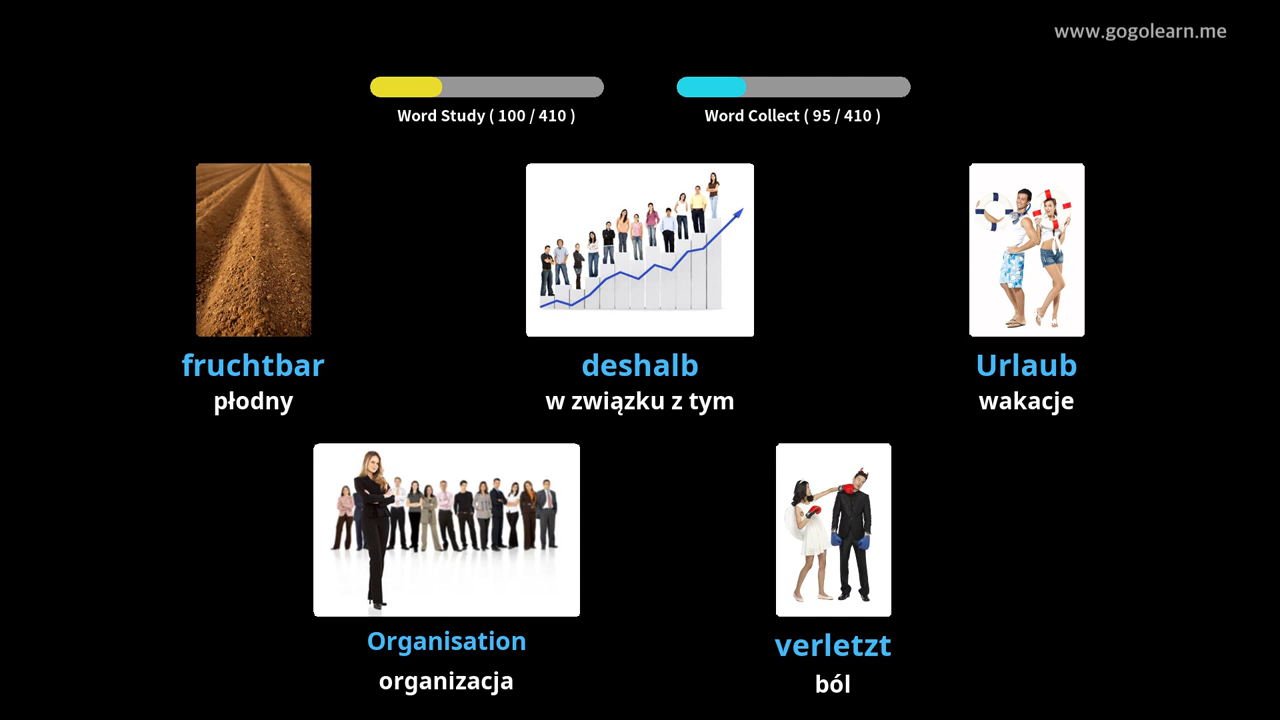 www.gogolearn.me
Word Study ( 100 / 410 )
Word Collect ( 95 / 410 )
fruchtbar
płodny
deshalb
w związku z tym
Urlaub
wakacje
Organisation
organizacja
verletzt
ból